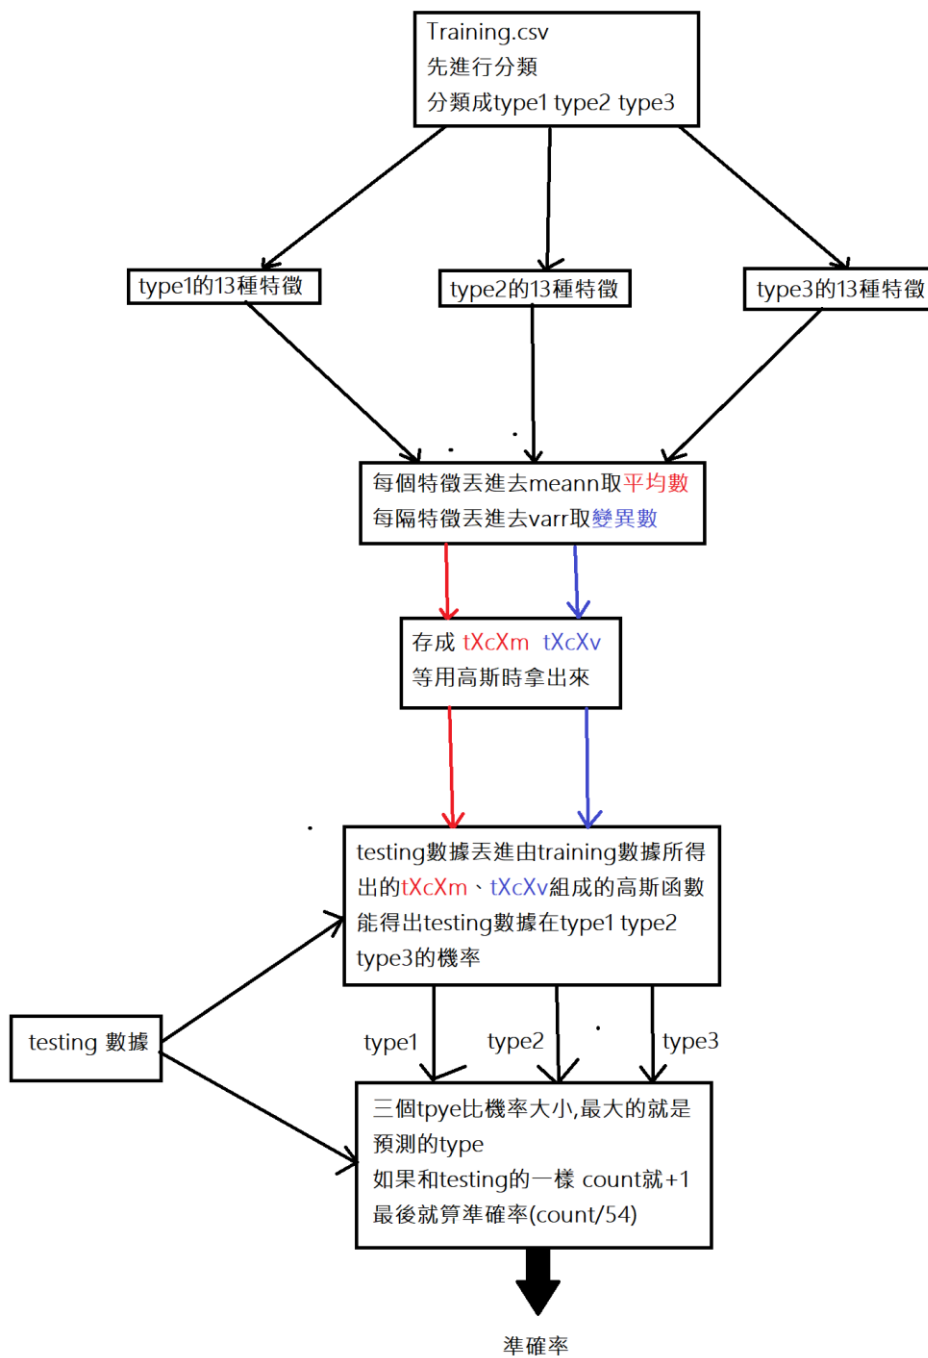 Training.csv
先進行分類
分類成type1 type2 type3
type1的13種特徵
type2的13種特徵
type3的13種特徵
每個特徵丟進去meann取平均數
每隔特徵丟進去varr取變異數
存成 tXcXm tXcXv
等用高斯時拿出來
testing數據丟進由training數據所得
出的tXcXm、tXcXv組成的高斯函數
能得出testing數據在type1 type2
type3的機率
testing 數據
type1
type2
type3
三個tpye比機率大小,最大的就是
預測的type
如果和testing的一樣 count就+1
最後就算準確率(count/54)
準確率